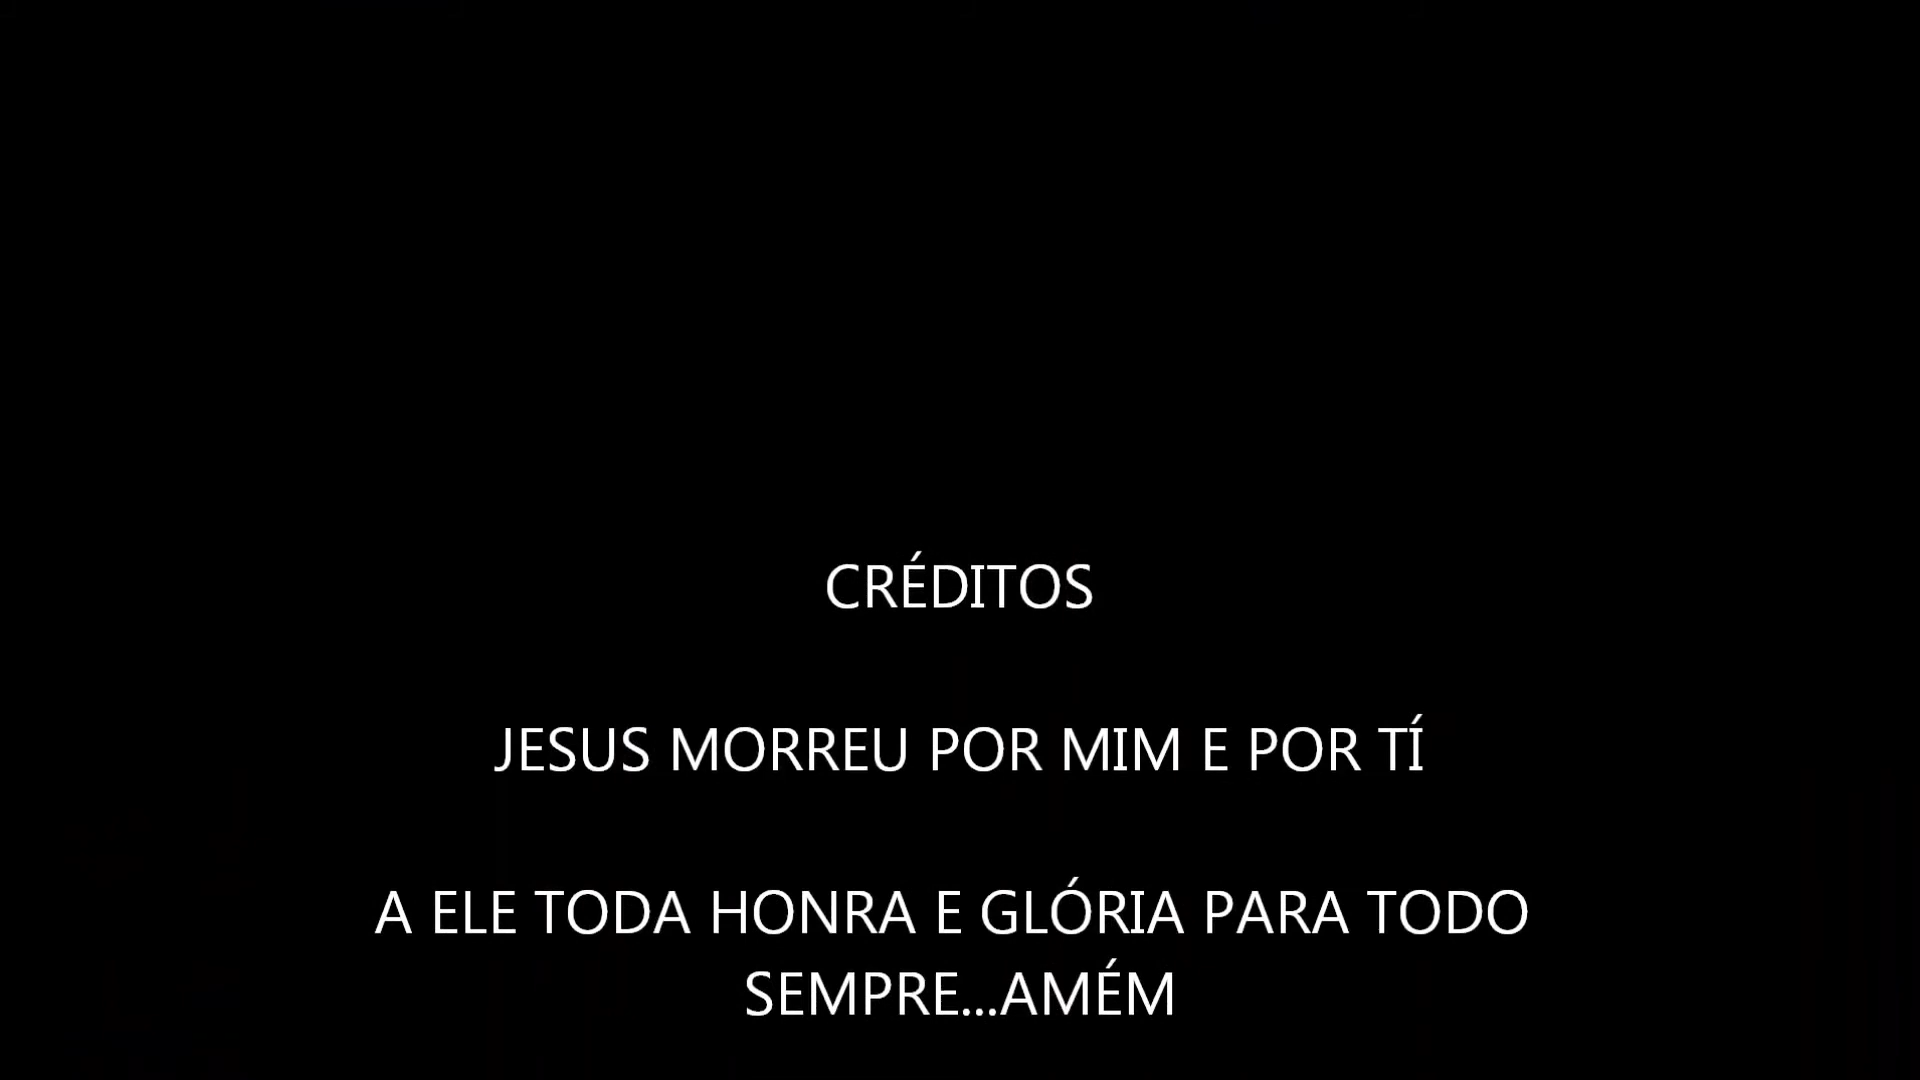 CRÉDITOS
JESUS MORREU POR MIM E POR TÍ
A ELE TODA HONRA E GLÓRIA PARA TODO
SEMPRE...AMÉM